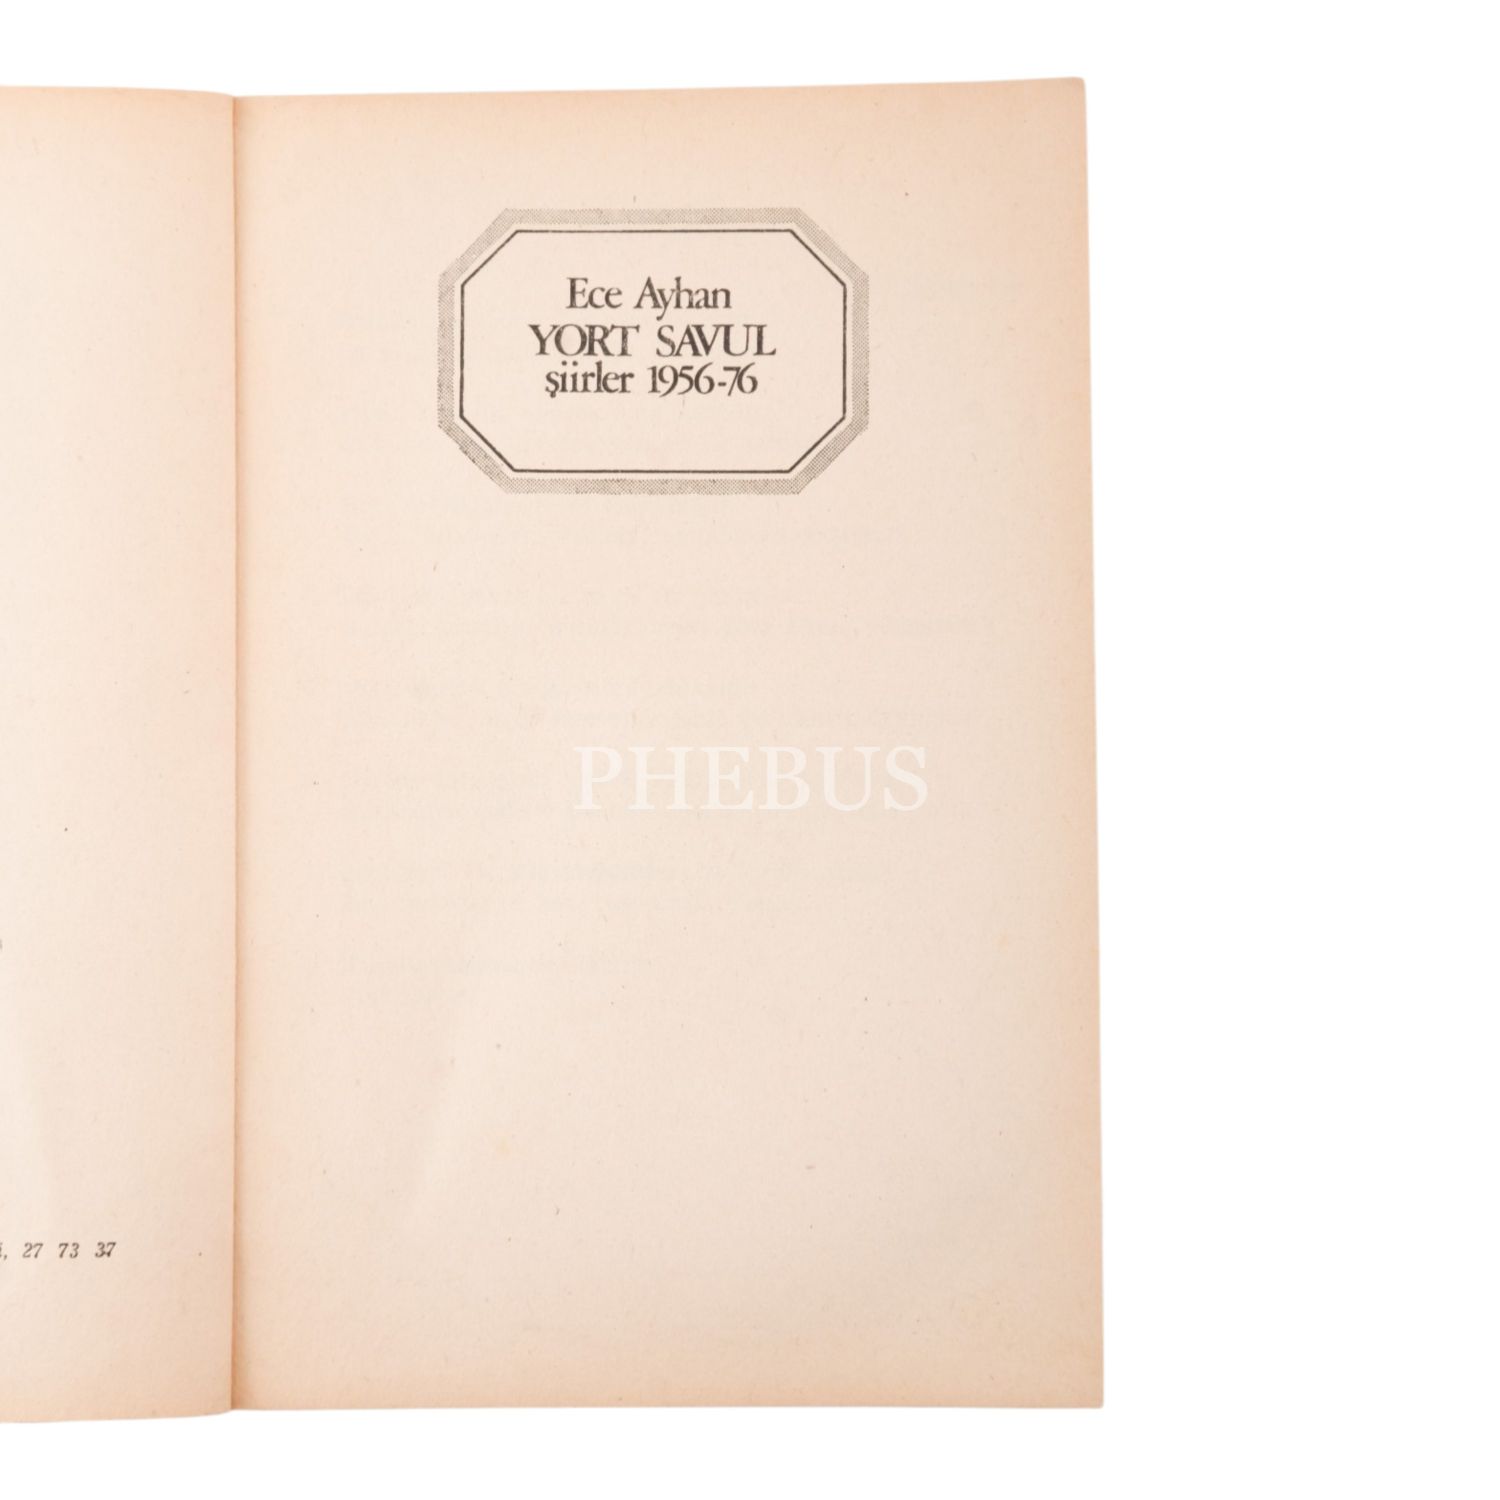 Ece Ayhan
YORT SAVUL
şiirler 1956-76
PHEBUS
27 73 37